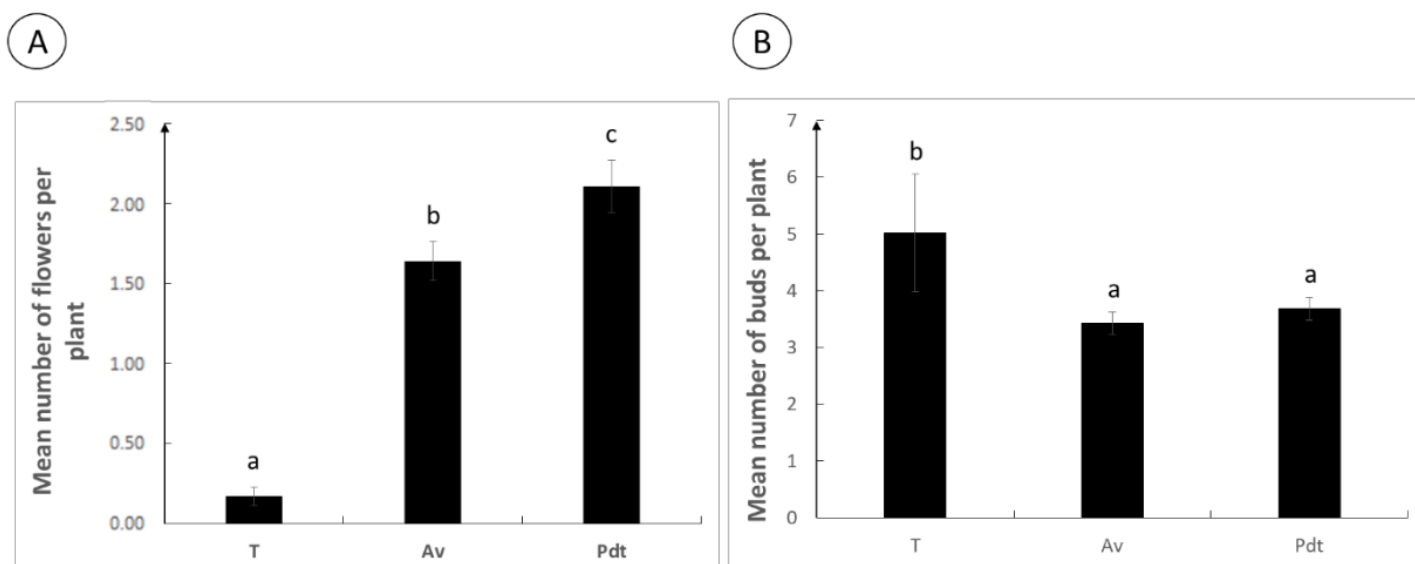 A
Mean number of flowers per
plant
2.50
2.00
1.50
1.00
0.50
0.00
a
b
c
T Av Pdt
B
Mean number of buds per plant
7
6
5
4
3
2
1
0
b
a
a
T Av Pdt